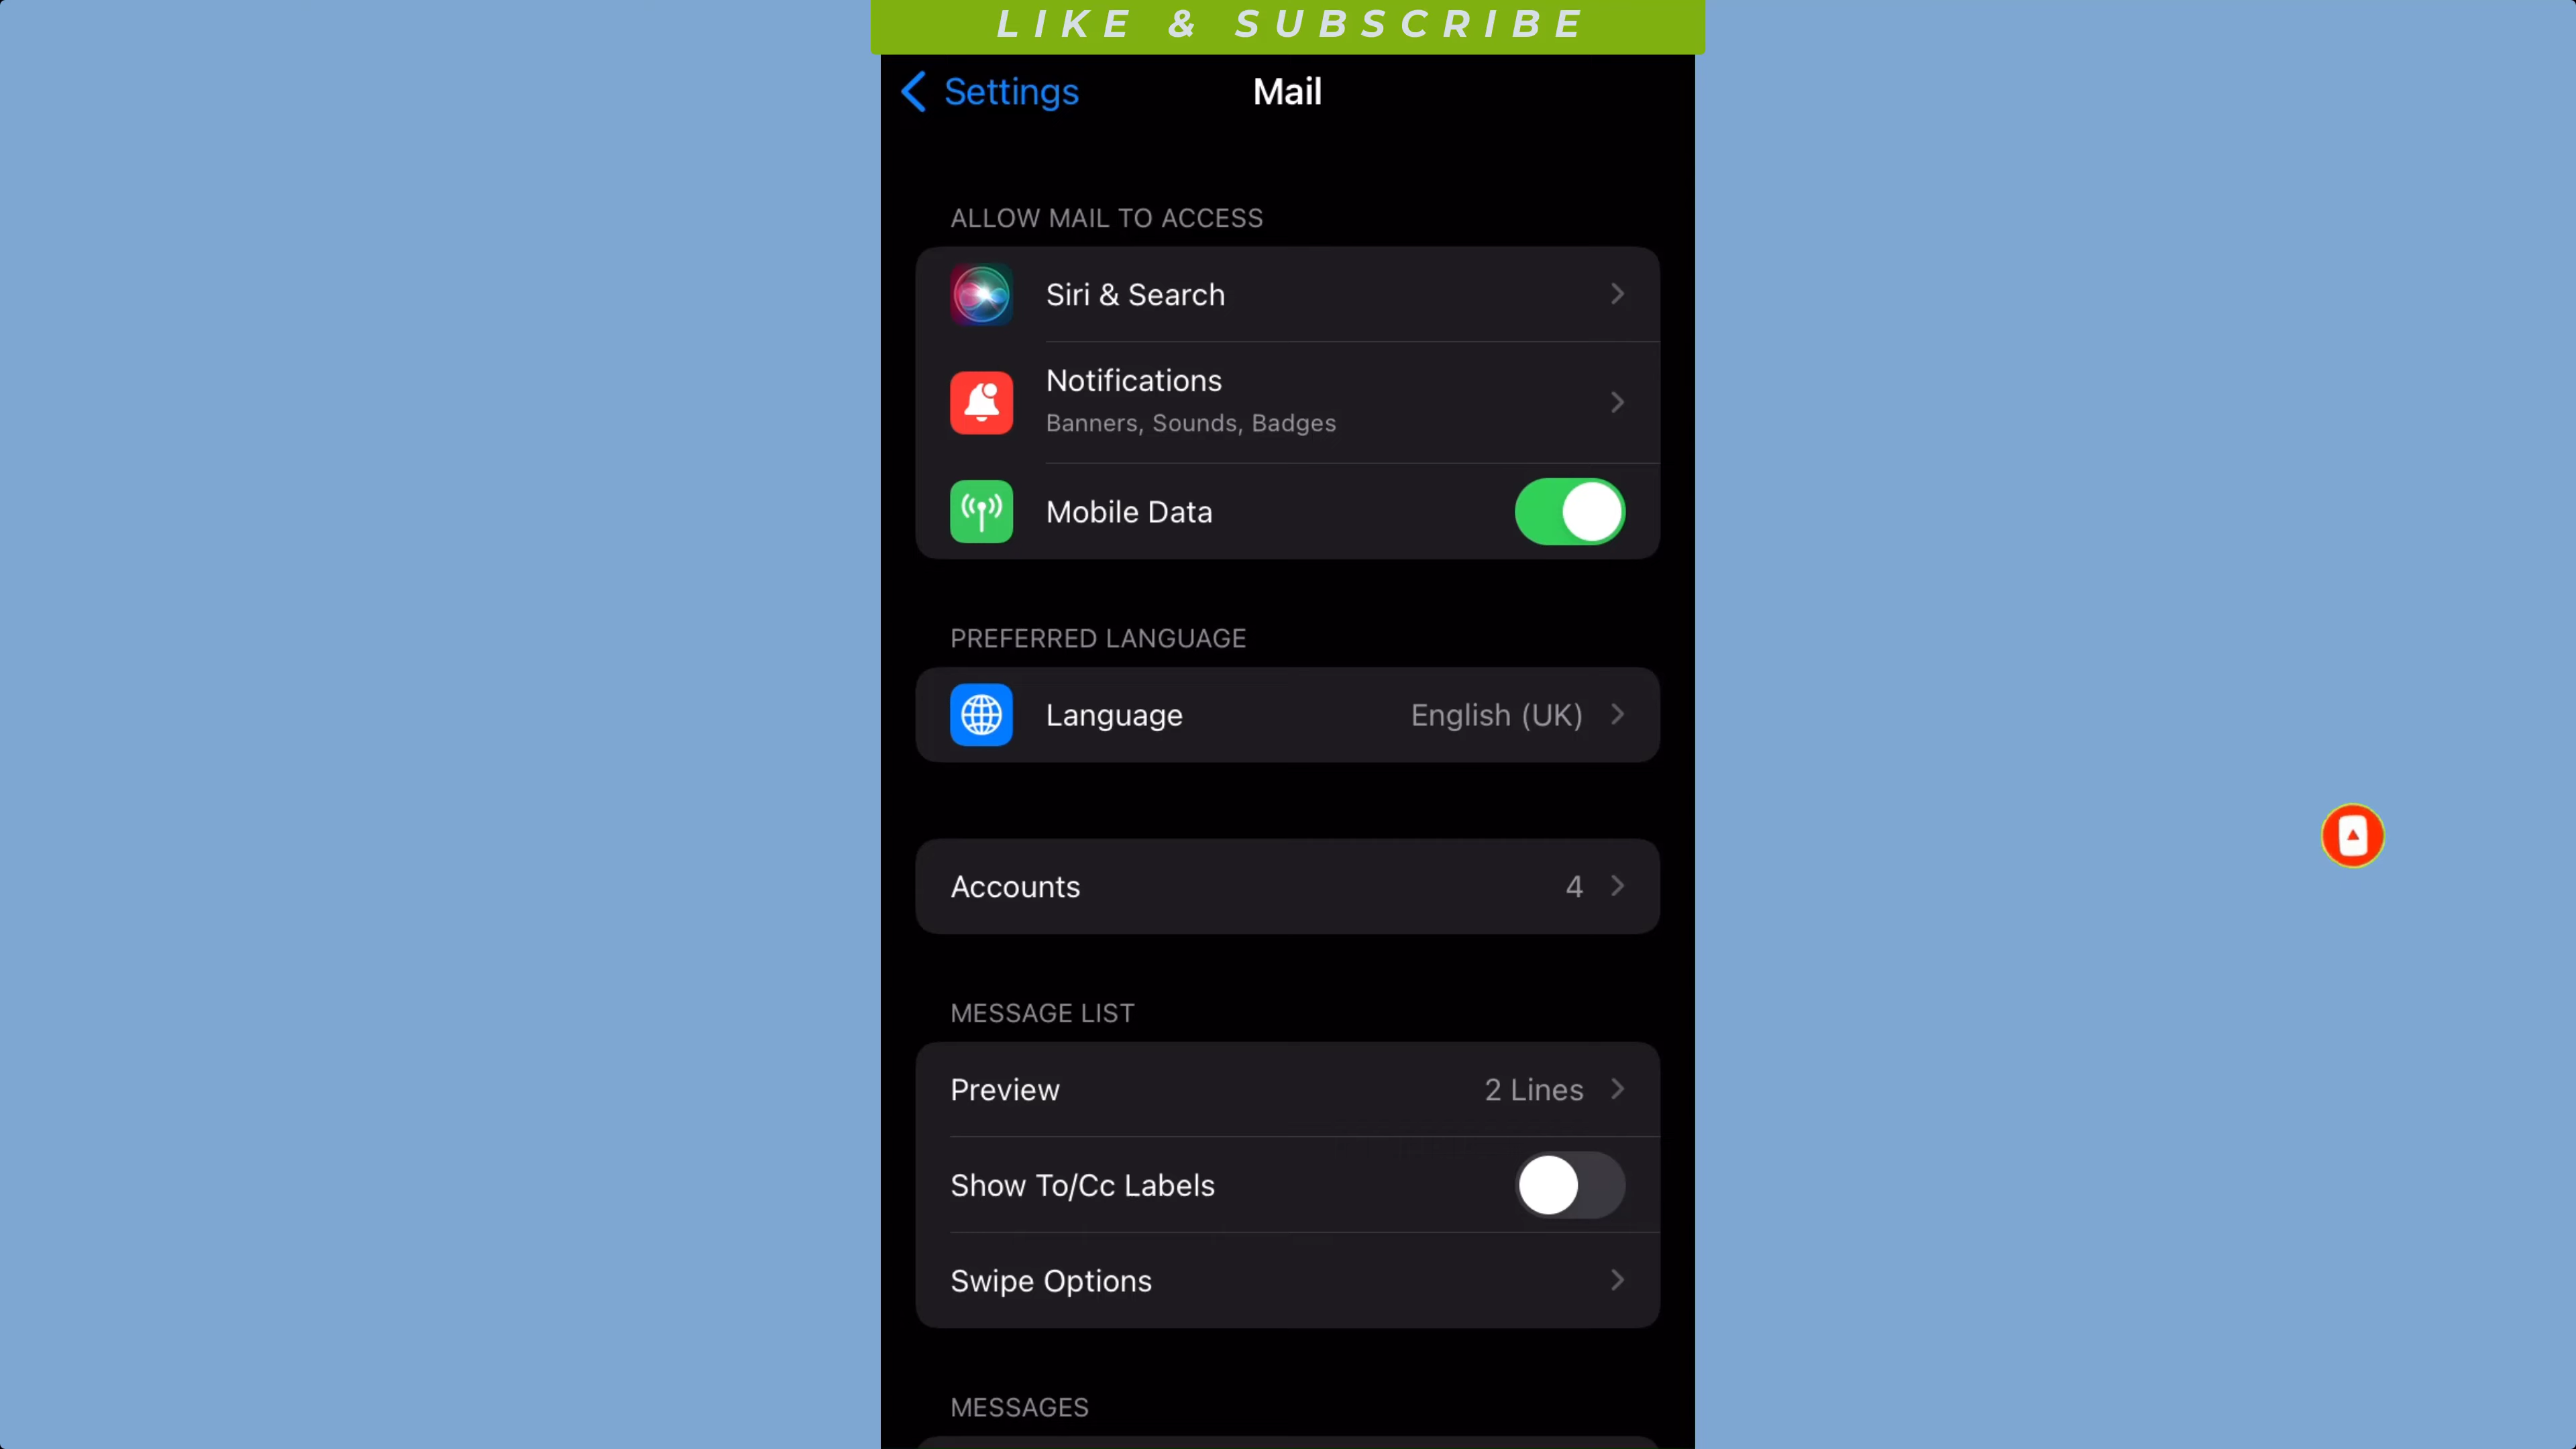 LIKE & SUBSCRIBE
Settings
Mail
ALLOW MAIL TO ACCESS
Siri & Search
Notifications
Banners, Sounds, Badges
Mobile Data
PREFERRED LANGUAGE
Language English (UK)
Accounts 4
MESSAGE LIST
Preview 2 Lines
Show To/Cc Labels
Swipe Options
MESSAGES